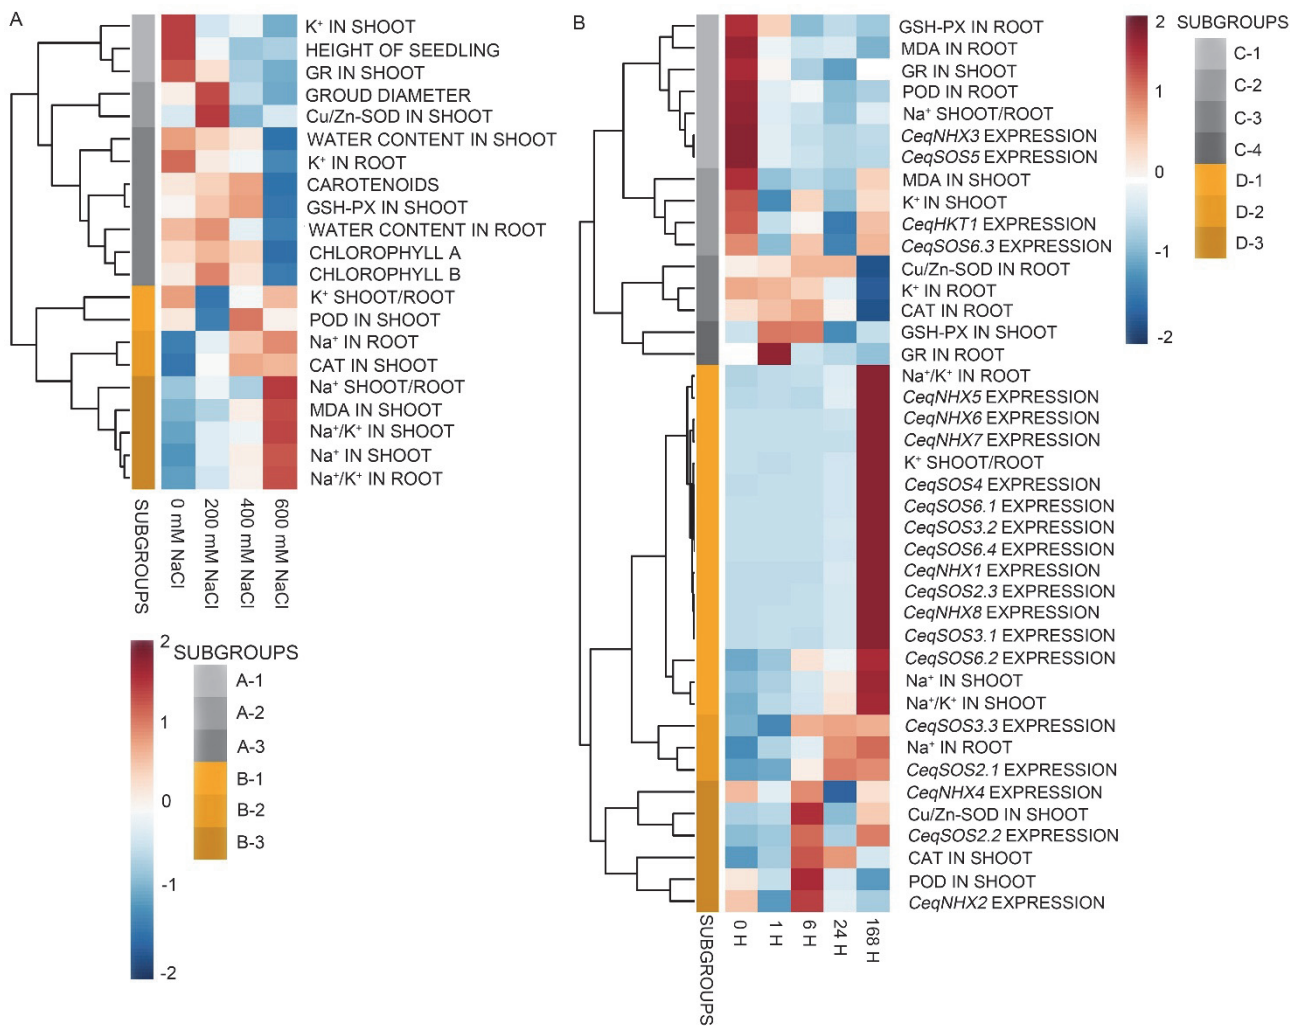 A
K⁺ IN SHOOT
HEIGHT OF SEEDLING
GR IN SHOOT
GROUD DIAMETER
Cu/Zn-SOD IN SHOOT
WATER CONTENT IN SHOOT
K⁺ IN ROOT
CAROTENOIDS
GSH-PX IN SHOOT
WATER CONTENT IN ROOT
CHLOROPHYLL A
CHLOROPHYLL B
K⁺ SHOOT/ROOT
POD IN SHOOT
Na⁺ IN ROOT
CAT IN SHOOT
Na⁺ SHOOT/ROOT
MDA IN SHOOT
Na⁺/K⁺ IN SHOOT
Na⁺ IN SHOOT
Na⁺/K⁺ IN ROOT
SUBGROUPS
0 mM NaCl
200 mM NaCl
400 mM NaCl
600 mM NaCl
2
1
0
-1
-2
SUBGROUPS
A-1
A-2
A-3
B-1
B-2
B-3
B
GSH-PX IN ROOT
MDA IN ROOT
GR IN SHOOT
POD IN ROOT
Na⁺ SHOOT/ROOT
CeqNHX3 EXPRESSION
CeqSOS5 EXPRESSION
MDA IN SHOOT
K⁺ IN SHOOT
CeqHKT1 EXPRESSION
CeqSOS6.3 EXPRESSION
Cu/Zn-SOD IN ROOT
K⁺ IN ROOT
CAT IN ROOT
GSH-PX IN SHOOT
GR IN ROOT
Na⁺/K⁺ IN ROOT
CeqNHX5 EXPRESSION
CeqNHX6 EXPRESSION
CeqNHX7 EXPRESSION
K⁺ SHOOT/ROOT
CeqSOS4 EXPRESSION
CeqSOS6.1 EXPRESSION
CeqSOS3.2 EXPRESSION
CeqSOS6.4 EXPRESSION
CeqNHX1 EXPRESSION
CeqSOS2.3 EXPRESSION
CeqNHX8 EXPRESSION
CeqSOS3.1 EXPRESSION
CeqSOS6.2 EXPRESSION
Na⁺ IN SHOOT
Na⁺/K⁺ IN SHOOT
CeqSOS3.3 EXPRESSION
Na⁺ IN ROOT
CeqSOS2.1 EXPRESSION
CeqNHX4 EXPRESSION
Cu/Zn-SOD IN SHOOT
CeqSOS2.2 EXPRESSION
CAT IN SHOOT
POD IN SHOOT
CeqNHX2 EXPRESSION
SUBGROUPS
0 H
1 H
6 H
24 H
168 H
2
1
0
-1
-2
SUBGROUPS
C-1
C-2
C-3
C-4
D-1
D-2
D-3